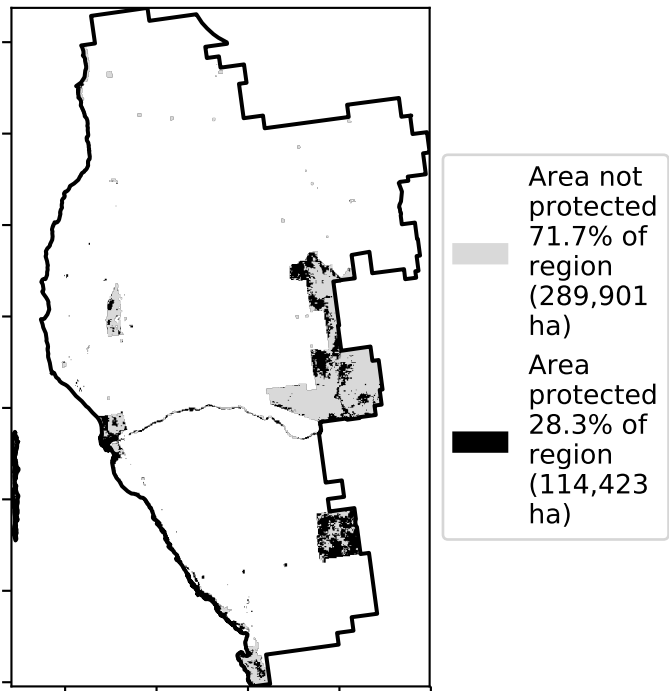 Area not
protected
71.7% of
region
(289,901
ha)
Area
protected
28.3% of
region
(114,423
ha)